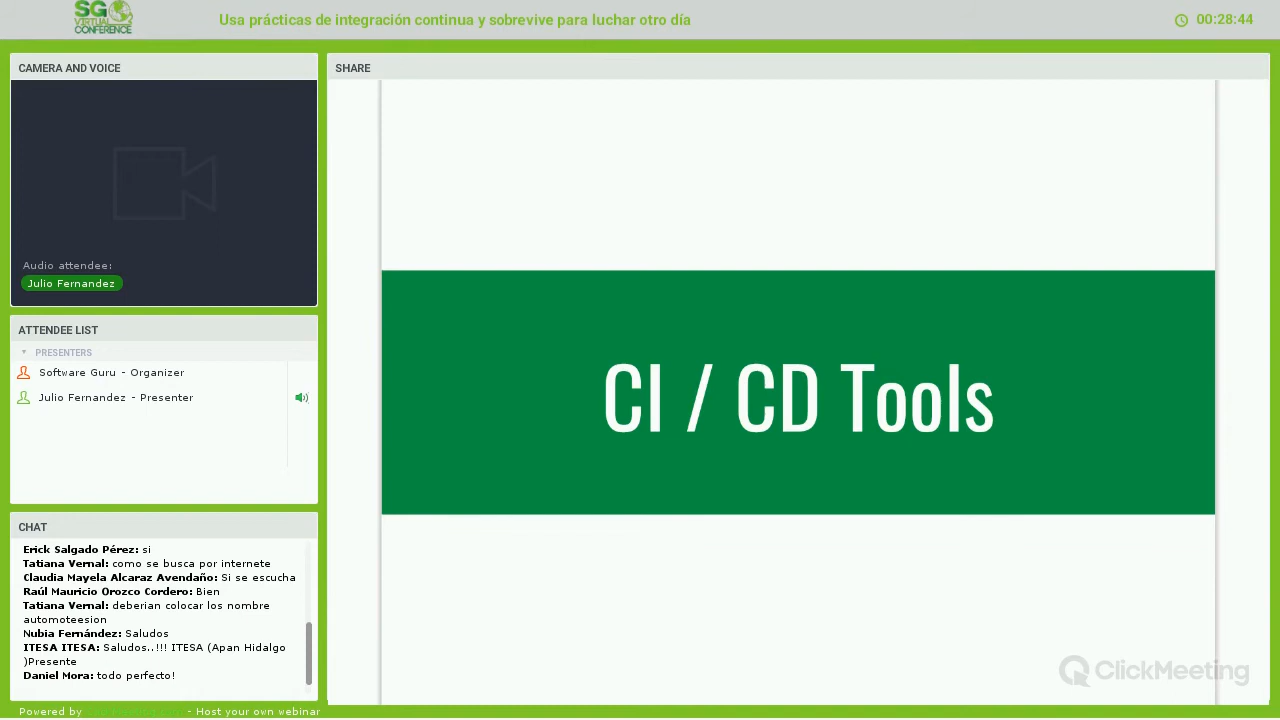 SG
VIRTUAL
CONFERENCE
Usa prácticas de integración continua y sobrevive para luchar otro día
00:28:44
CAMERA AND VOICE
Audio attendee:
Julio Fernandez
ATTENDEE LIST
PRESENTERS
Software Guru - Organizer
Julio Fernandez - Presenter
CHAT
Erick Salgado Pérez: si
Tatiana Vernal: como se busca por internete
Claudia Mayela Alcaraz Avendaño: Si se escucha
Raúl Mauricio Orozco Cordero: Bien
Tatiana Vernal: deberian colocar los nombre
automoteesion
Nubia Fernández: Saludos
ITESA ITESA: Saludos..!!! ITESA (Apan Hidalgo
)Presente
Daniel Mora: todo perfecto!
Powered by - Host your own webinar
SHARE
CI / CD Tools
ClickMeeting